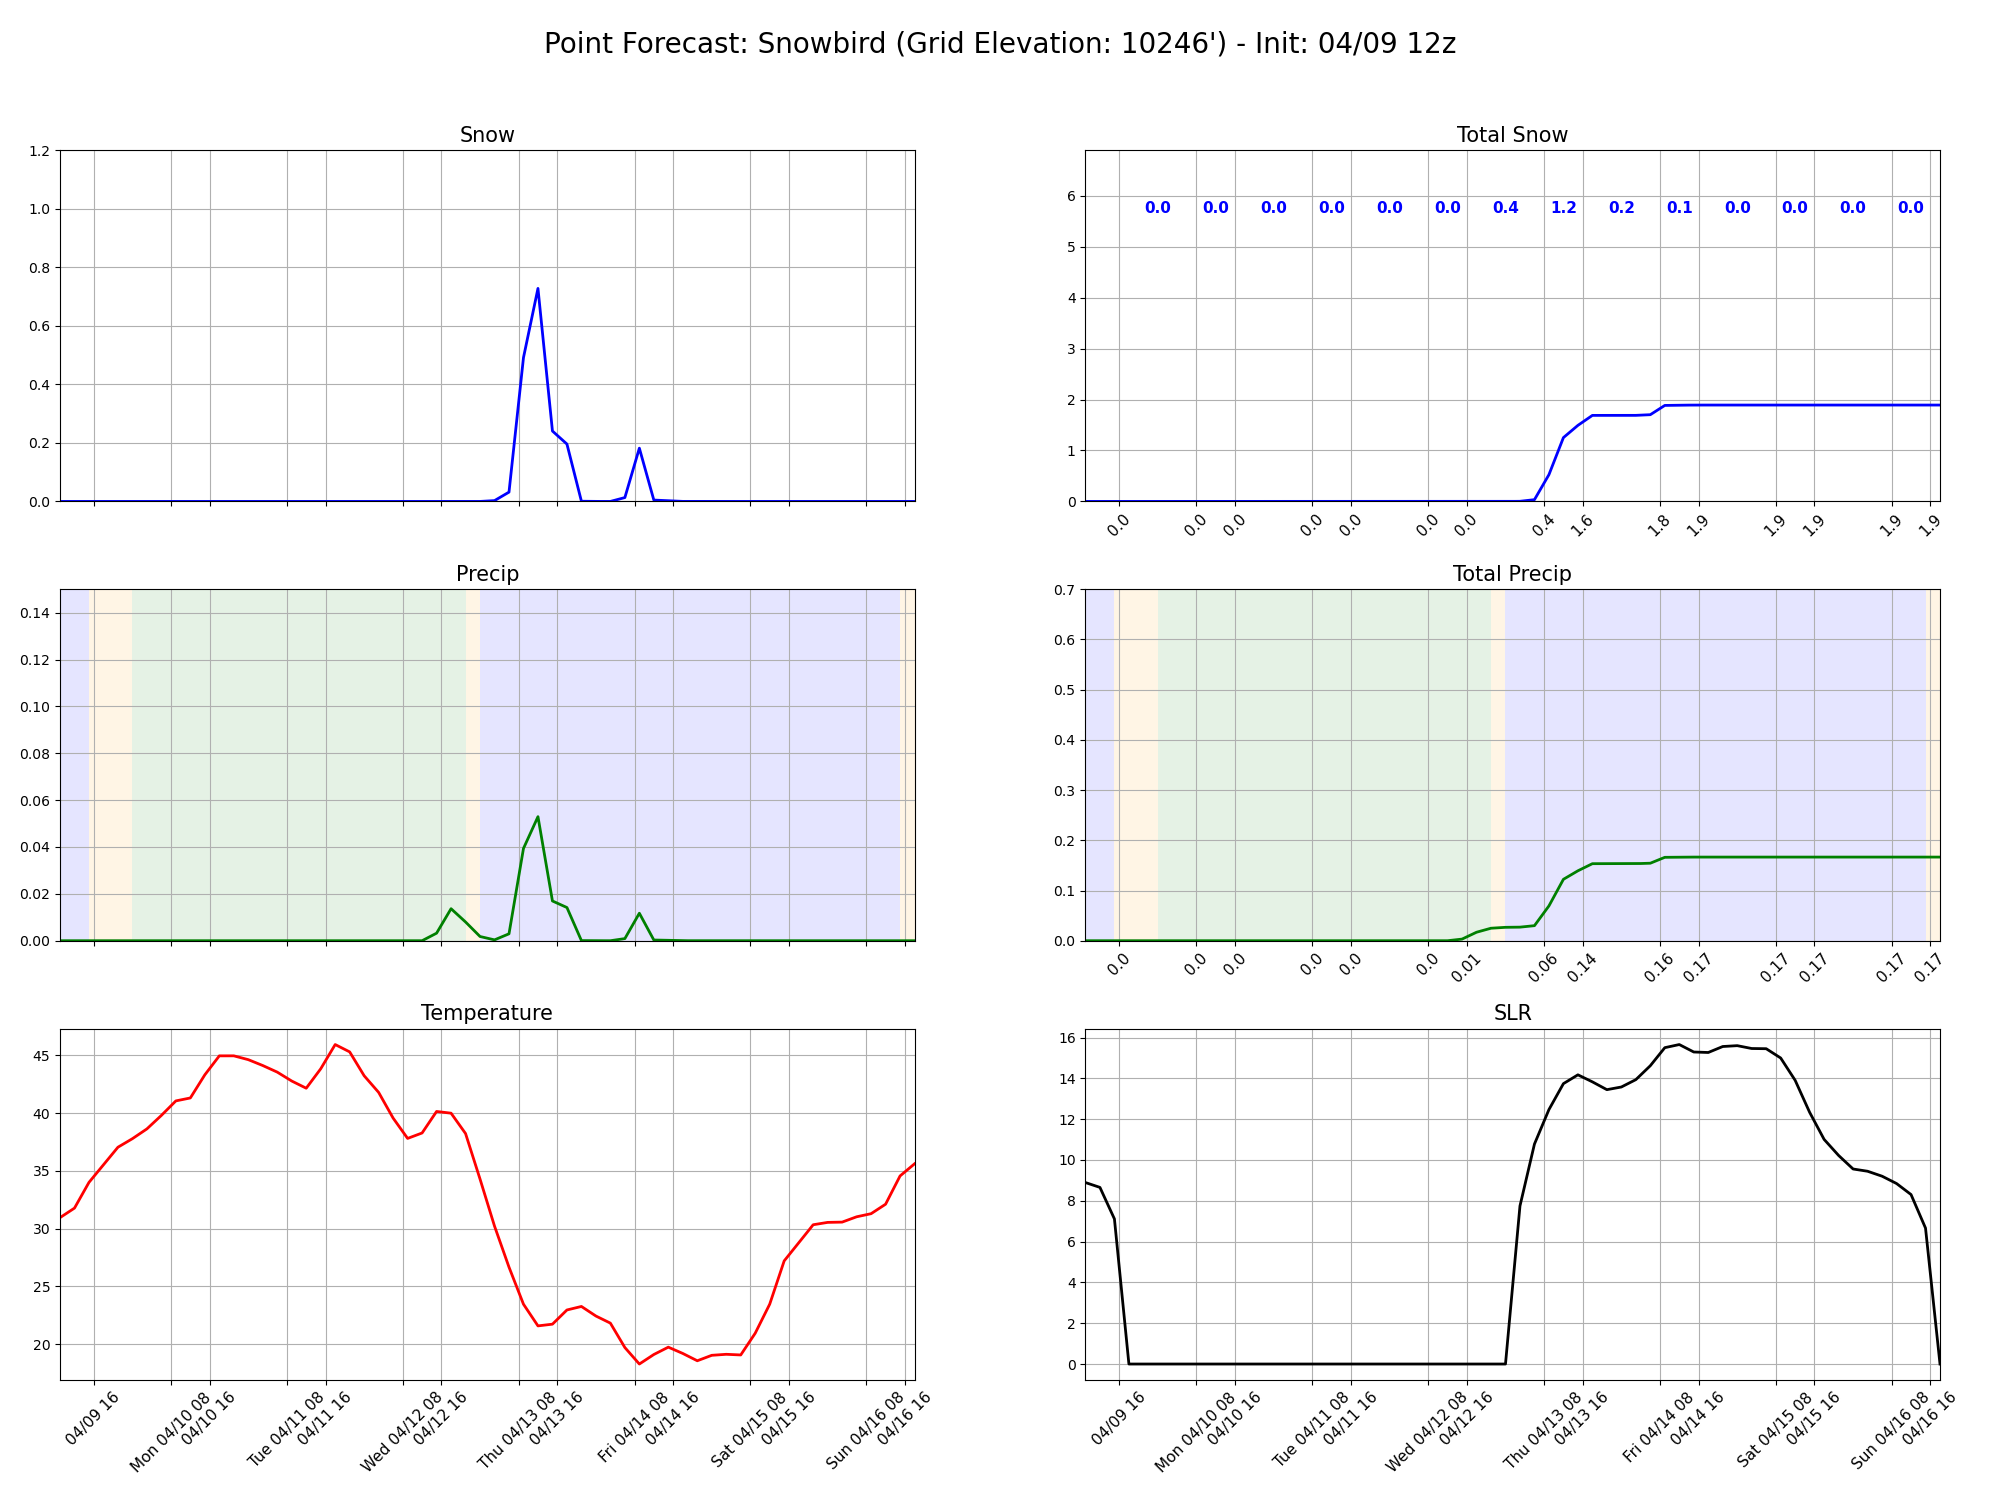 Point Forecast: Snowbird (Grid Elevation: 10246') - Init: 04/09 12z
Snow
1.2
1.0
0.8
0.6
0.4
0.2
0.0
Total Snow
6
5
4
3
2
1
0
0.0 0.0 0.0 0.0 0.0 0.0 0.4 1.2 0.2 0.1 0.0 0.0 0.0 0.0
0.0 0.0 0.0 0.0 0.0 0.0 0.0 0.4 1.6 1.8 1.9 1.9 1.9 1.9 1.9
Precip
0.14
0.12
0.10
0.08
0.06
0.04
0.02
0.00
Total Precip
0.7
0.6
0.5
0.4
0.3
0.2
0.1
0.0
0.0 0.0 0.0 0.0 0.0 0.0 0.01 0.06 0.14 0.16 0.17 0.17 0.17 0.17 0.17
Temperature
45
40
35
30
25
20
04/09 16
Mon 04/10 08
04/10 16
Tue 04/11 08
04/11 16
Wed 04/12 08
04/12 16
Thu 04/13 08
04/13 16
Fri 04/14 08
04/14 16
Sat 04/15 08
04/15 16
Sun 04/16 08
04/16 16
SLR
16
14
12
10
8
6
4
2
0
04/09 16
Mon 04/10 08
04/10 16
Tue 04/11 08
04/11 16
Wed 04/12 08
04/12 16
Thu 04/13 08
04/13 16
Fri 04/14 08
04/14 16
Sat 04/15 08
04/15 16
Sun 04/16 08
04/16 16